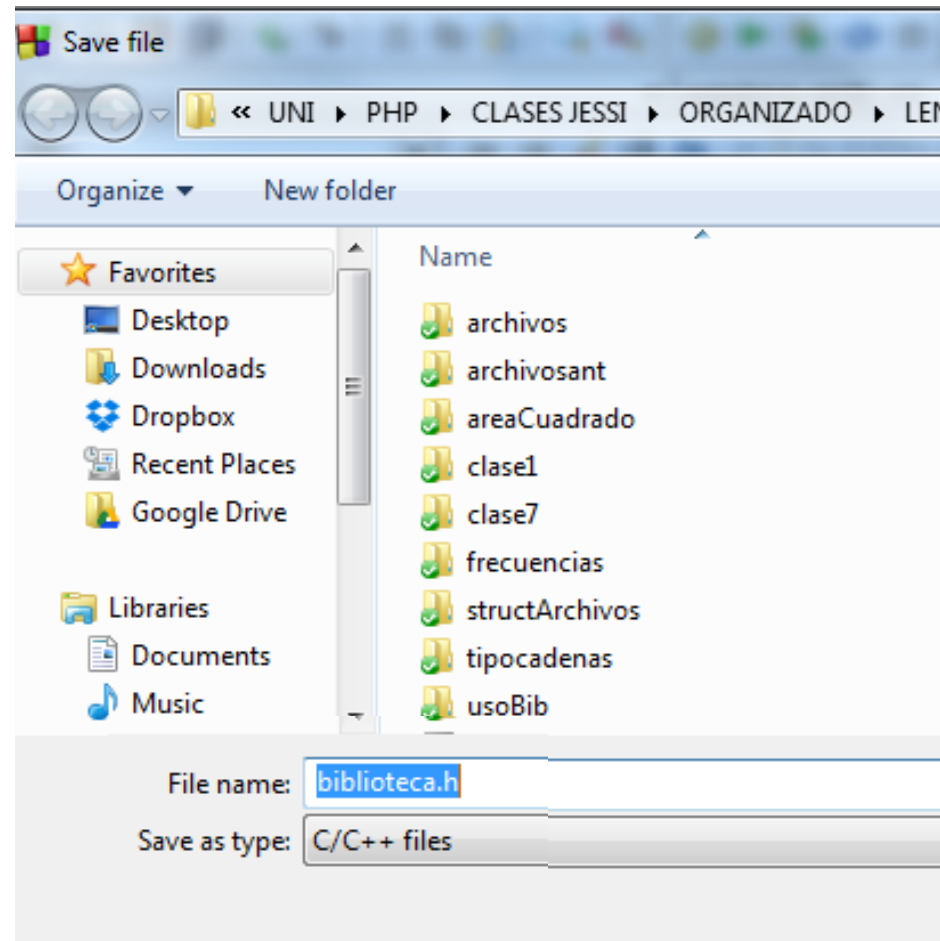 Save file
« UNI ▸ PHP ▸ CLASES JESSI ▸ ORGANIZADO ▸
Organize ▾ New folder
Name
Favorites
Desktop
Downloads
Dropbox
Recent Places
Google Drive
Libraries
Documents
Music
archivos
archivosant
areaCuadrado
clase1
clase7
frecuencias
structArchivos
tipocadenas
usoBib
File name: biblioteca.h
Save as type: C/C++ files